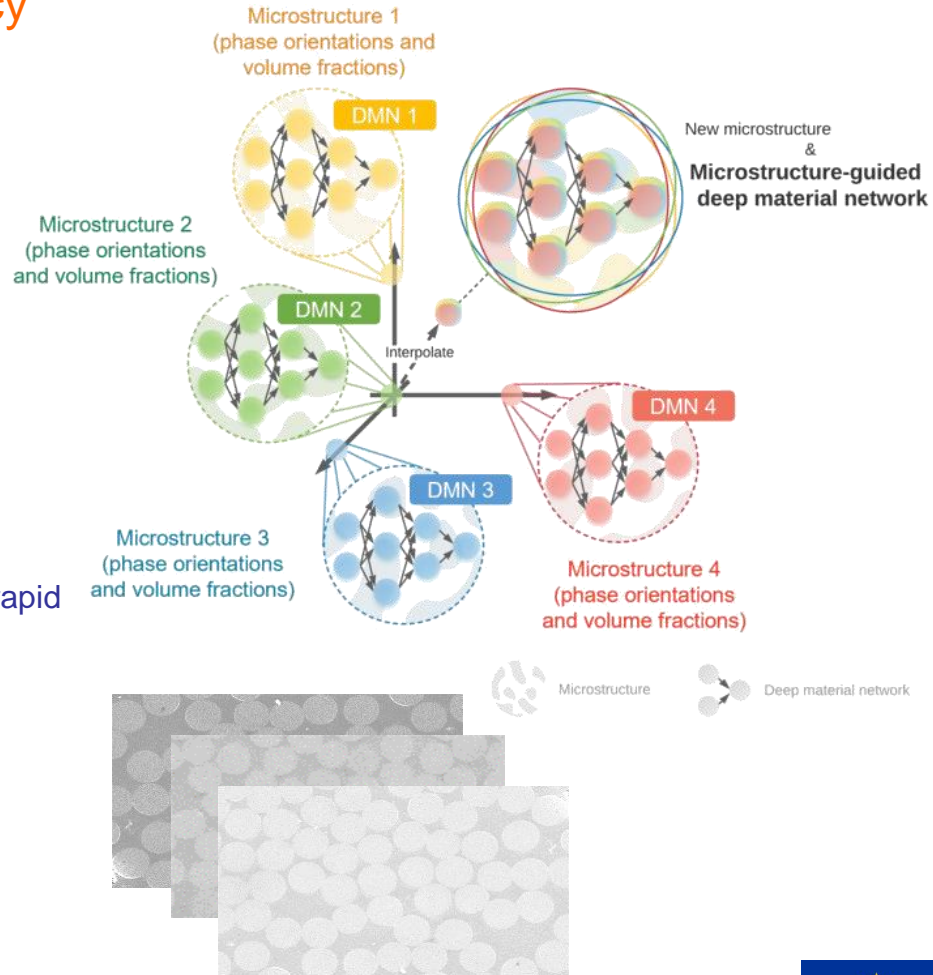 cy
Microstructure 1
(phase orientations and
volume fractions)
DMN 1
New microstructure
&
Microstructure-guided
deep material network
Microstructure 2
(phase orientations
and volume fractions)
DMN 2
Interpolate
DMN 4
DMN 3
Microstructure 3
(phase orientations
and volume fractions)
apid
Microstructure 4
(phase orientations
and volume fractions)
Microstructure
Deep material network